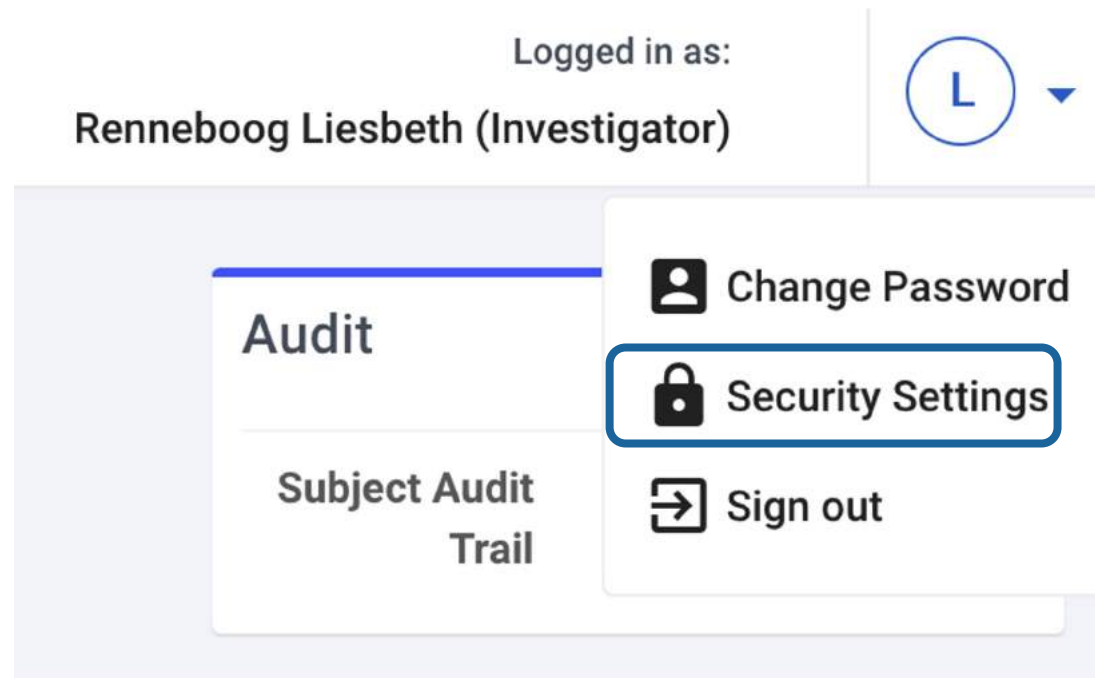 Logged in as:
Renneboog Liesbeth (Investigator)
L
Change Password
Audit
Security Settings
Subject Audit
Trail
Sign out